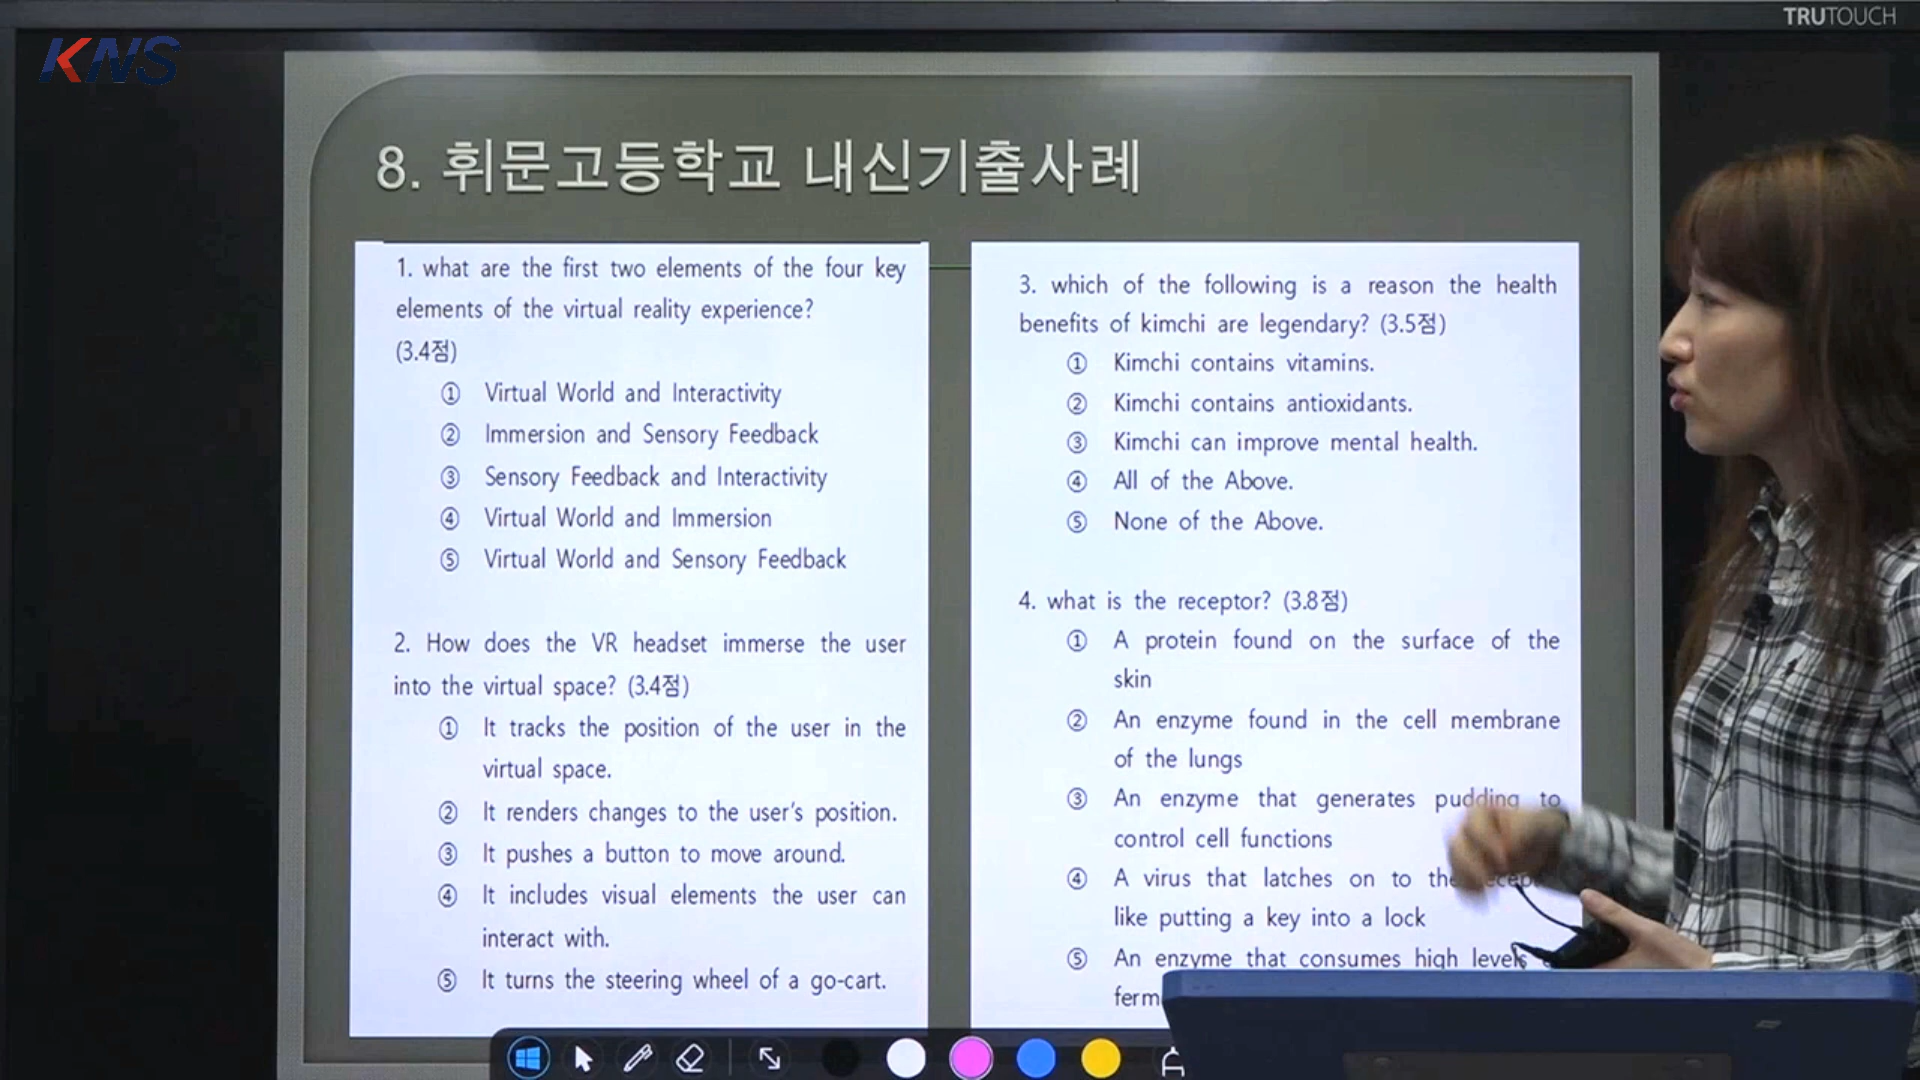 TRUTOUCH
KNS
8. 휘문고등학교 내신기출사례
1. what are the first two elements of the four key
elements of the virtual reality experience?
(3.4점)
① Virtual World and Interactivity
② Immersion and Sensory Feedback
③ Sensory Feedback and Interactivity
④ Virtual World and Immersion
⑤ Virtual World and Sensory Feedback
2. How does the VR headset immerse the user
into the virtual space? (3.4점)
① It tracks the position of the user in the
virtual space.
② It renders changes to the user's position.
③ It pushes a button to move around.
④ It includes visual elements the user can
interact with.
⑤ It turns the steering wheel of a go-cart.
3. which of the following is a reason the health
benefits of kimchi are legendary? (3.5점)
① Kimchi contains vitamins.
② Kimchi contains antioxidants.
③ Kimchi can improve mental health.
④ All of the Above.
⑤ None of the Above.
4. what is the receptor? (3.8점)
① A protein found on the surface of the
skin
② An enzyme found in the cell membrane
of the lungs
③ An enzyme that generates pudding to
control cell functions
④ A virus that latches on to the
like putting a key into a lock
⑤ An enzyme that consumes high levels